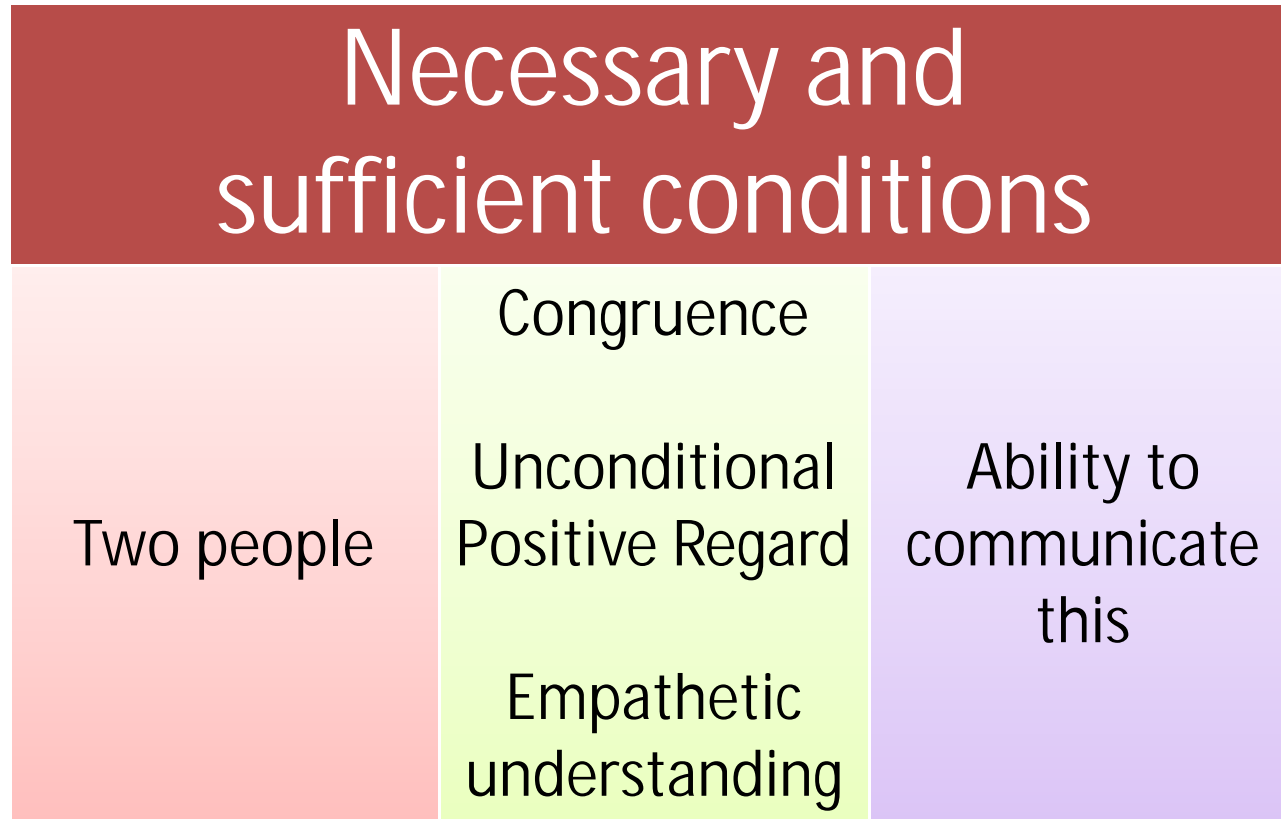 Necessary and
sufficient conditions
Two people
Congruence
Unconditional
Positive Regard
Empathetic
understanding
Ability to
communicate
this